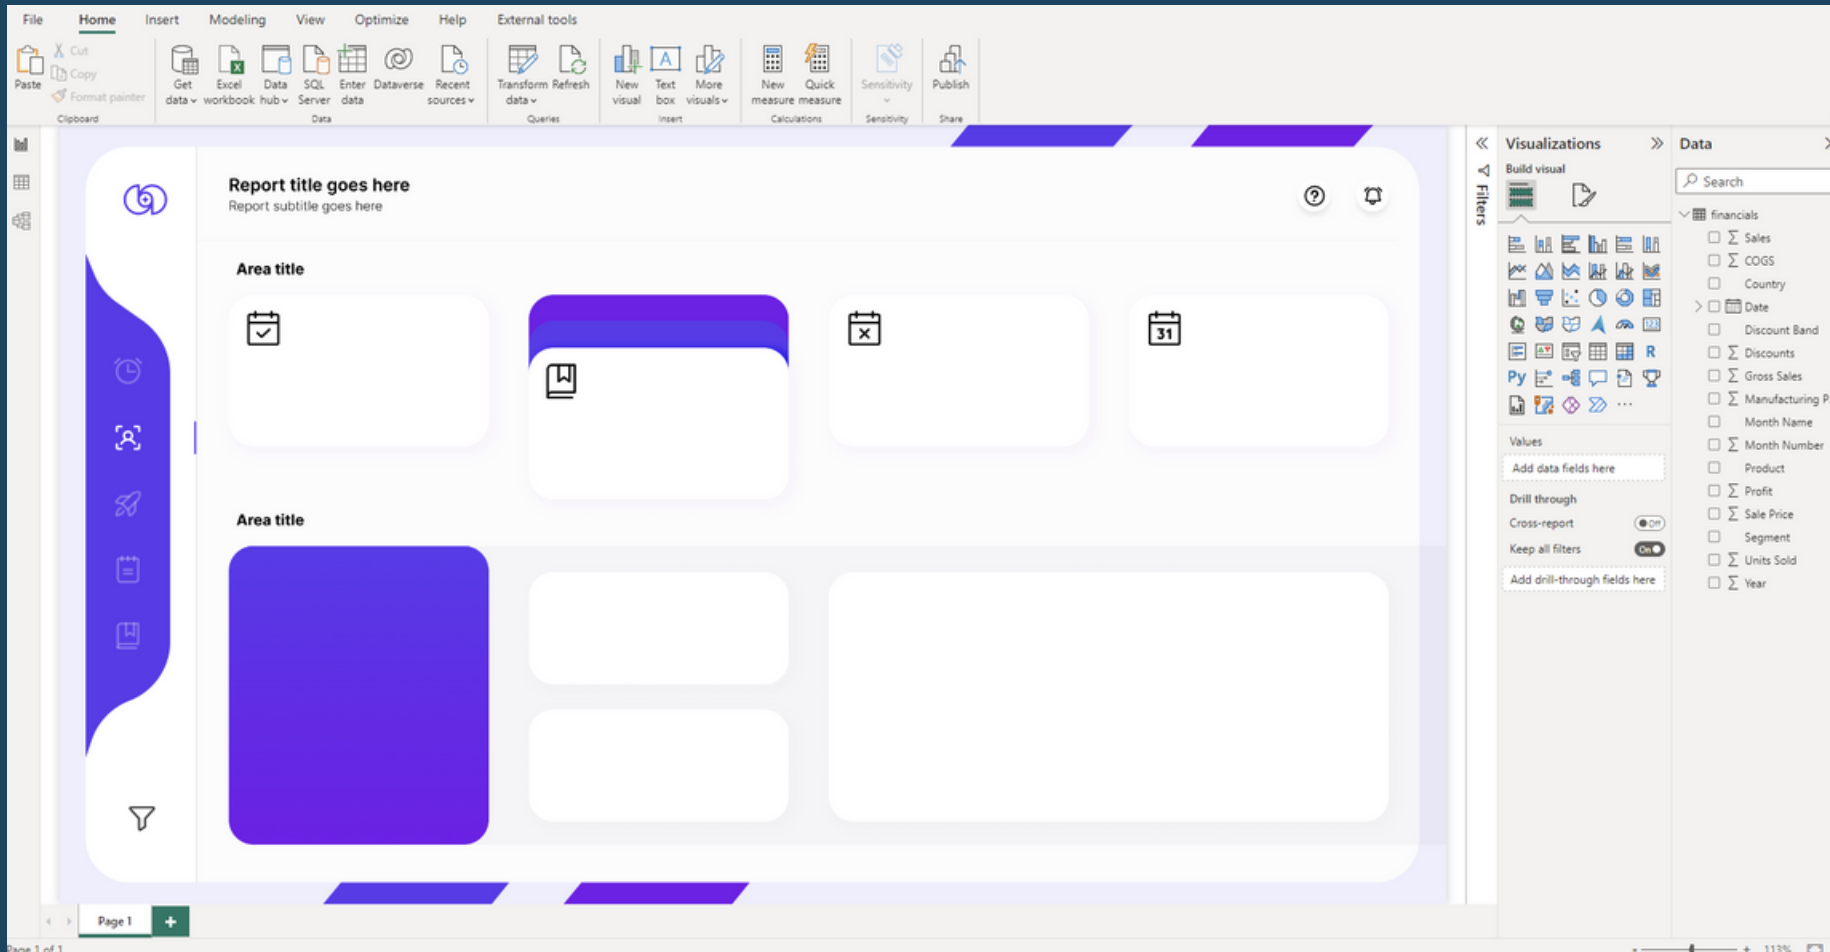 File Home Insert Modeling View Optimize Help External tools
Paste
Cut
Copy
Format painter
Clipboard
Get data
Excel workbook
Data hub
SQL Server
Enter data
Dataverse
Recent sources
Data
Transform data
Refresh
Queries
New visual
Text box
More visuals
Insert
New measure
Quick measure
Calculations
Sensitivity
Sensitivity
Publish
Share
Report title goes here
Report subtitle goes here
Area title
31
Area title
Page 1
Page 1 of 1
Filters
Visualizations
Build visual
123
R
Py
Values
Add data fields here
Drill through
Cross-report
Off
Keep all filters
On
Add drill-through fields here
Data
Search
financials
Sales
COGS
Country
Date
Discount Band
Discounts
Gross Sales
Manufacturing P
Month Name
Month Number
Product
Profit
Sale Price
Segment
Units Sold
Year
113%